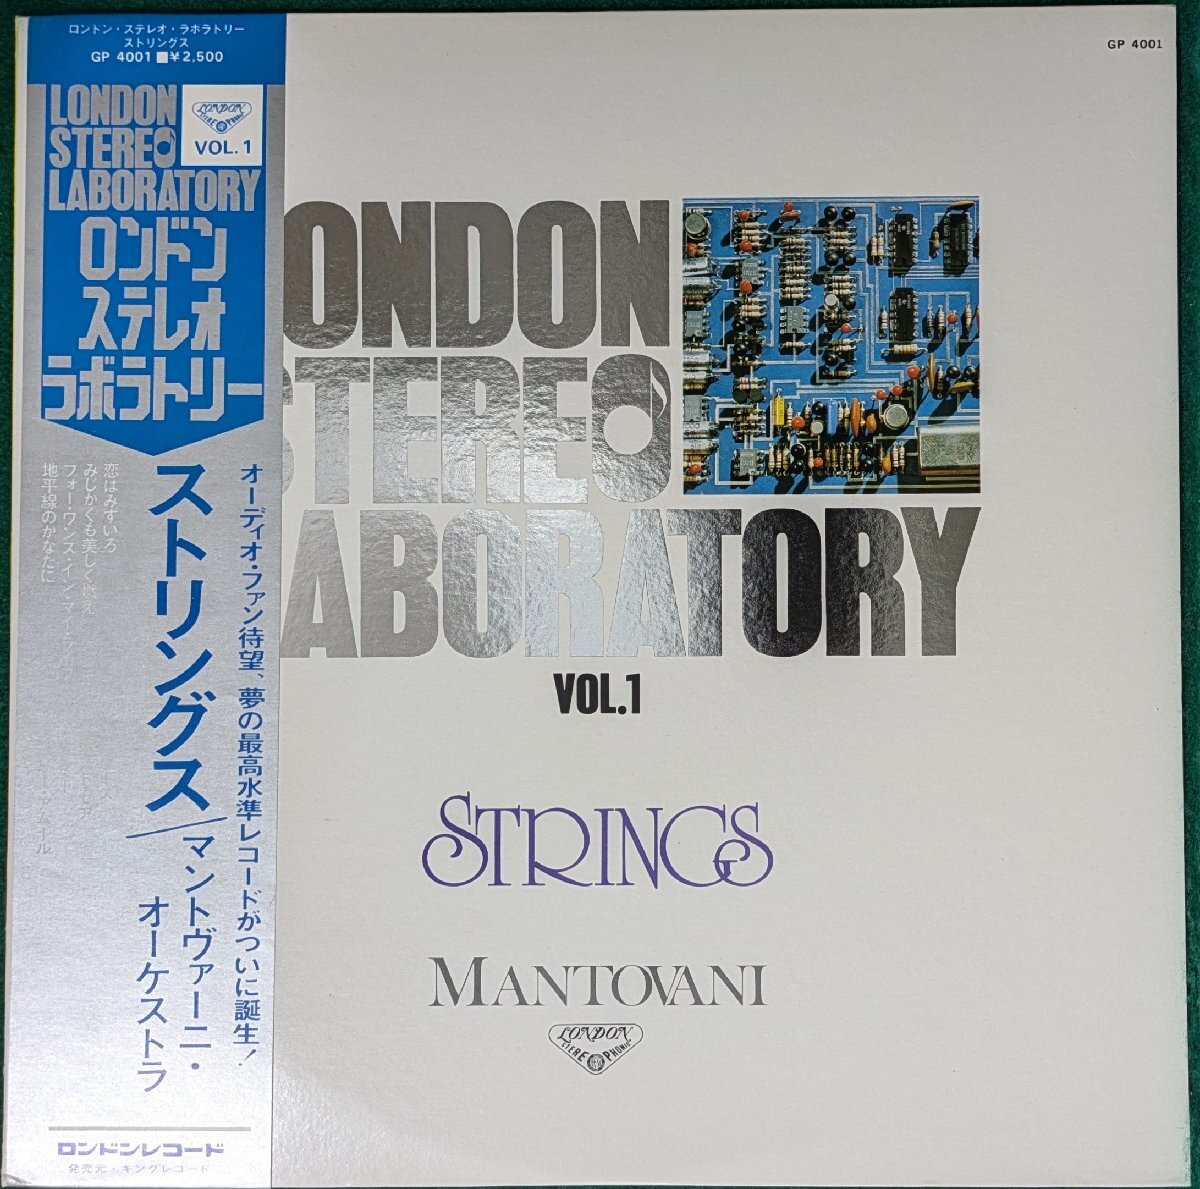 ロンドン・ステレオ・ラボラトリー
ストリングス
GP 4001 ■¥2,500
LONDON
STEREO
LABORATORY
LONDON
STEREOPHONIC
VOL.1
ロンドン
ステレオ
ラボラトリー
オーディオ・ファン待望、夢の最高水準レコードがついに誕生!
ストリングス/マントヴァーニ・
オーケストラ
恋はみずいろ
みじかくも美しく燃え
フォー・ワンス・イン・マイ・ライフ
地平線のかなたに
ロンドンレコード
発売元・キングレコード
GP 4001
LONDON
STEREO
LABORATORY
VOL.1
STRINGS
MANTOVANI
LONDON
STEREOPHONIC